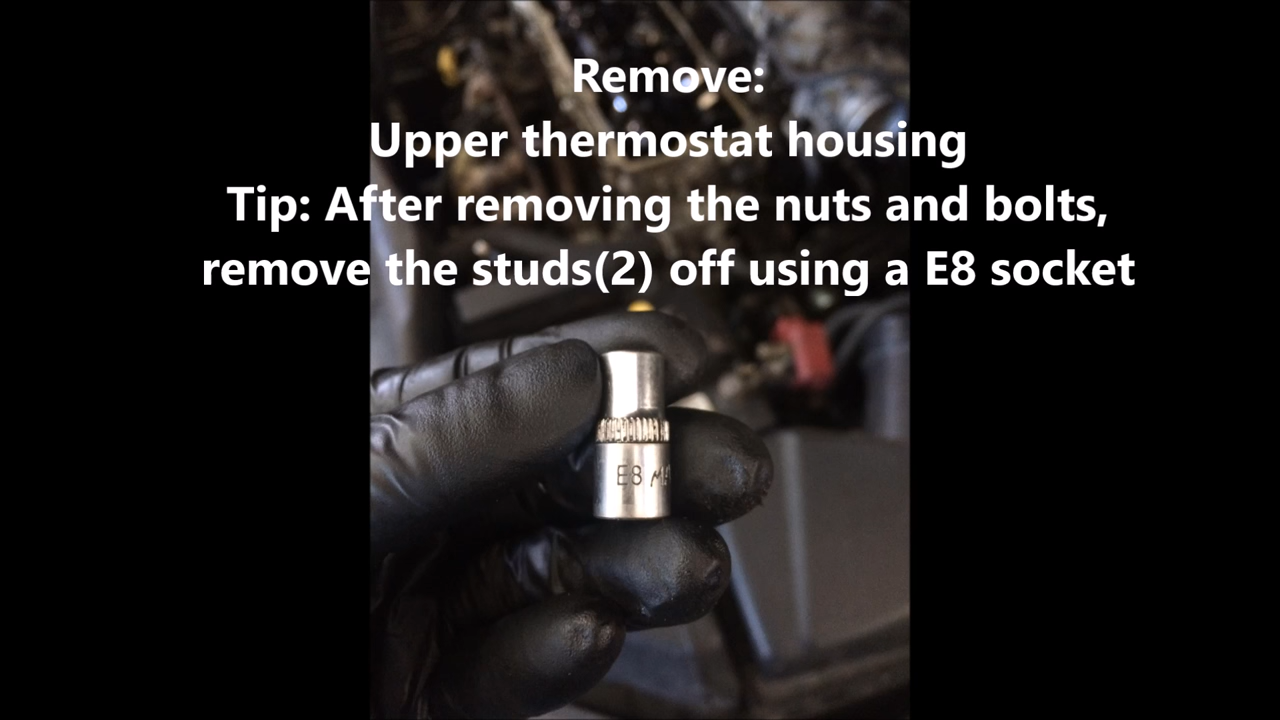 Remove:
Upper thermostat housing
Tip: After removing the nuts and bolts,
remove the studs(2) off using a E8 socket
E8